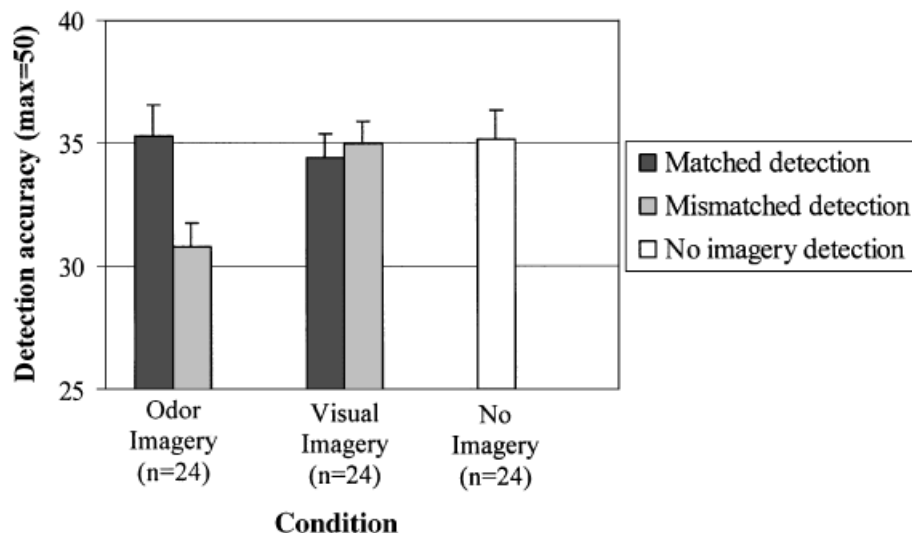 Detection accuracy (max=50)
40
35
30
25
Odor
Imagery
(n=24)
Visual
Imagery
(n=24)
No
Imagery
(n=24)
Condition
Matched detection
Mismatched detection
No imagery detection